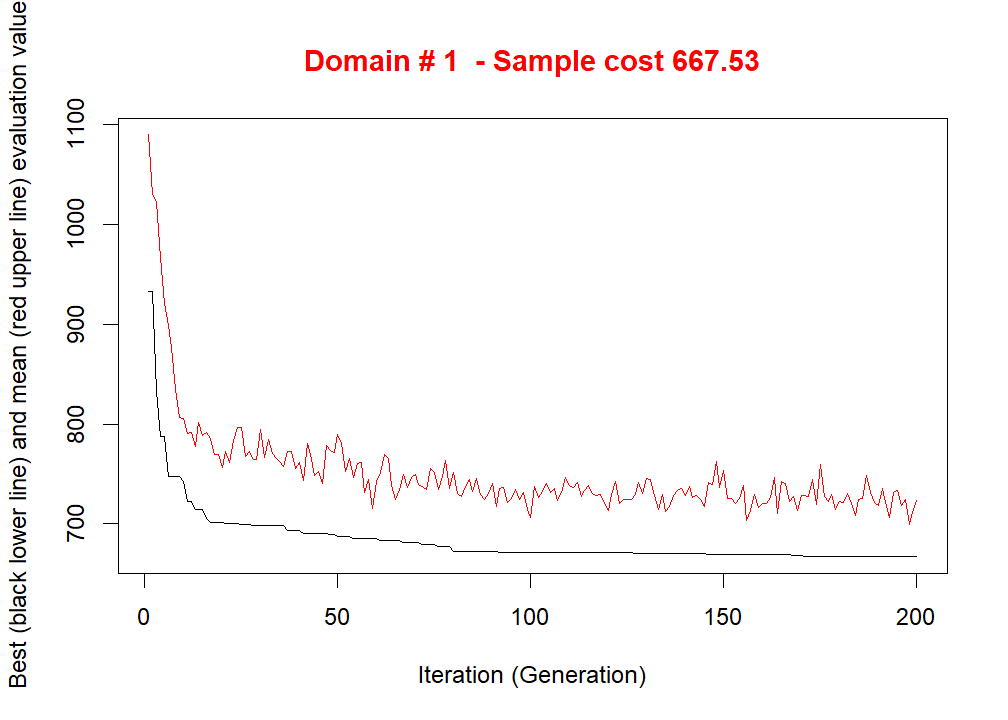 Domain # 1  - Sample cost 667.53
Best (black lower line) and mean (red upper line) evaluation value
1100
1000
900
800
700
0 50 100 150 200
Iteration (Generation)